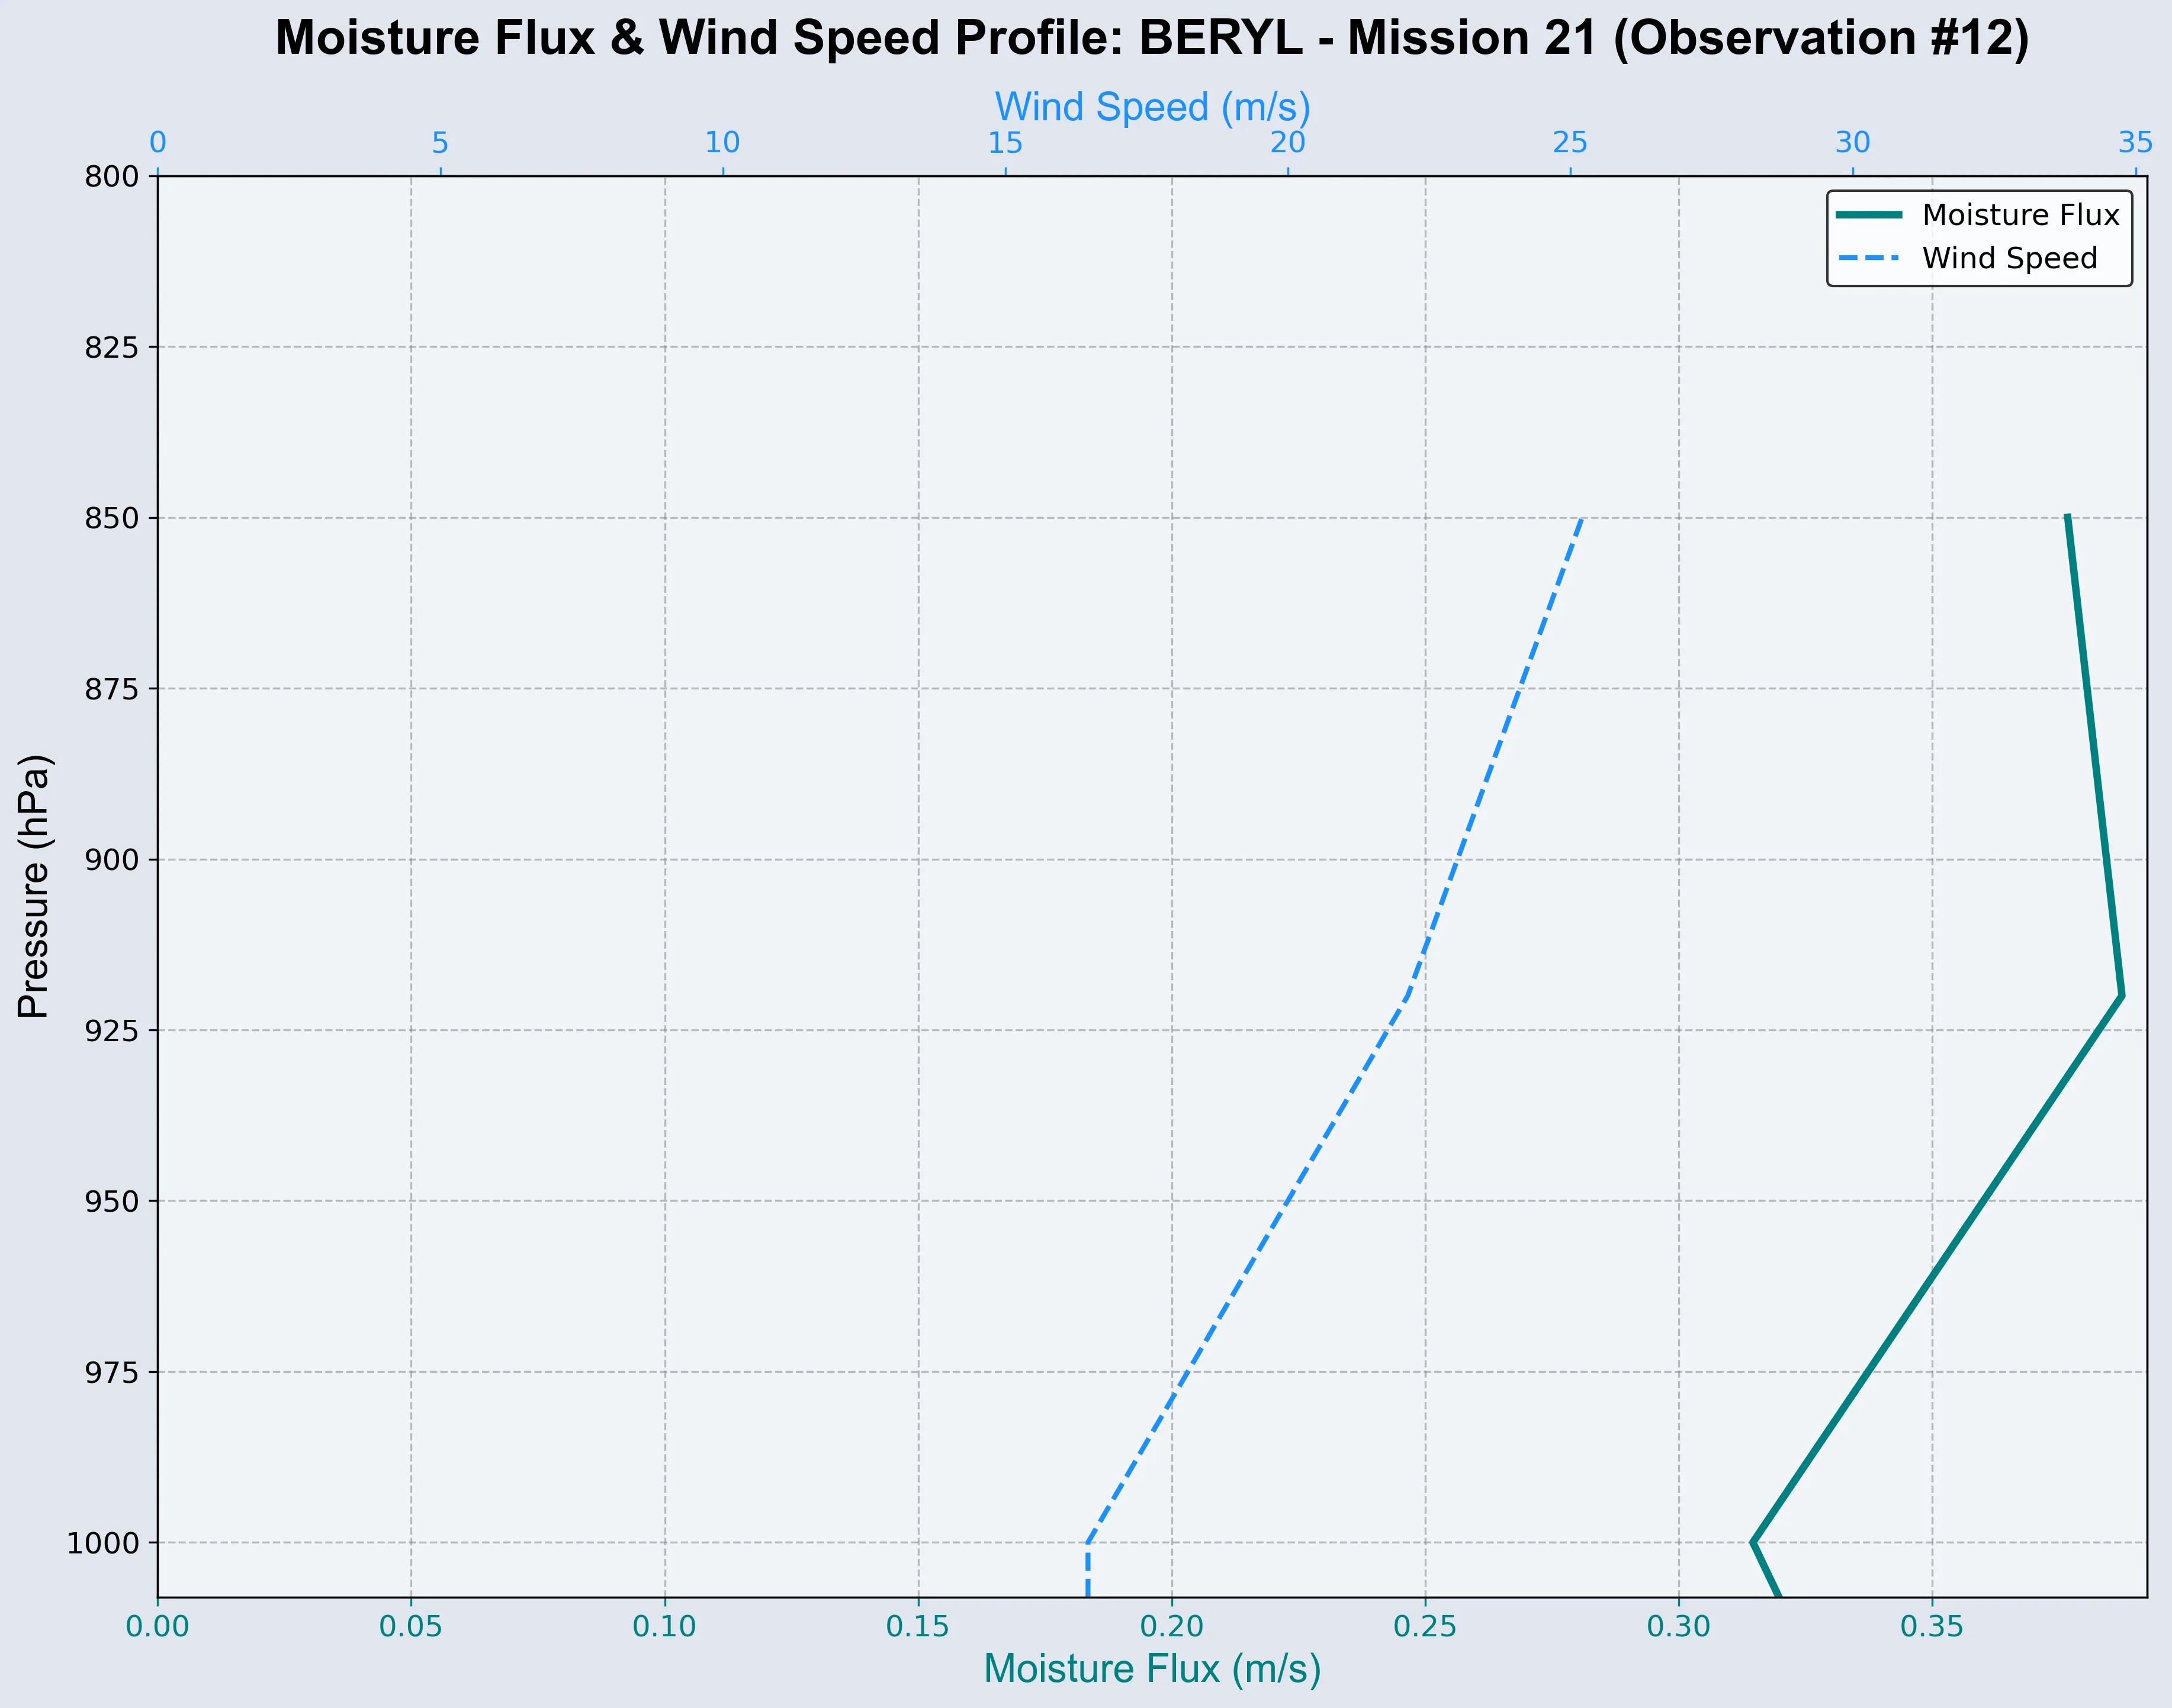 Moisture Flux & Wind Speed Profile: BERYL - Mission 21 (Observation #12)
Wind Speed (m/s)
0 5 10 15 20 25 30 35
Moisture Flux
Wind Speed
Pressure (hPa)
800
825
850
875
900
925
950
975
1000
0.00 0.05 0.10 0.15 0.20 0.25 0.30 0.35
Moisture Flux (m/s)